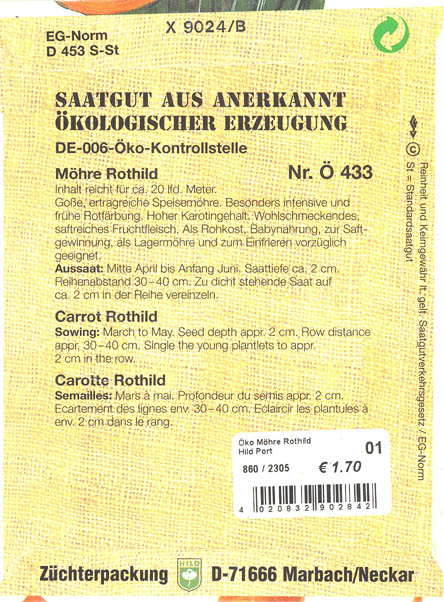 X 9024/B
EG-Norm
D 453 S-St
SAATGUT AUS ANERKANNT
ÖKOLOGISCHER ERZEUGUNG
DE-006-Öko-Kontrollstelle
Möhre Rothild Nr. Ö 433
Inhalt reicht für ca. 20 lfd. Meter.
Goße, ertragreiche Speisemöhre. Besonders intensive und
frühe Rotfärbung. Hoher Karotingehalt. Wohlschmeckendes,
saftreiches Fruchtfleisch. Als Rohkost, Babynahrung, zur Saft-
gewinnung, als Lagermöhre und zum Einfrieren vorzüglich
geeignet.
Aussaat: Mitte April bis Anfang Juni. Saattiefe ca. 2 cm.
Reihenabstand 30–40 cm. Zu dicht stehende Saat auf
ca. 2 cm in der Reihe vereinzeln.
Carrot Rothild
Sowing: March to May. Seed depth appr. 2 cm. Row distance
appr, 30–40 cm. Single the young plantlets to appr.
2 cm in the row.
Carotte Rothild
Semailles: Mars à mai. Profondeur du semis appr. 2 cm.
Ecartement des lignes env. 30-40 cm. Eclaircir les plantules à
env. 2 cm dans le rang.
© Reinheit und Keimgewähr lt. gelt. Saatgutverkehrsgesetz / EG-Norm
St = Standardsaatgut
Öko Möhre Rothild
Hild Port
01
860 / 2305 € 1.70
4 020832 902842
Züchterpackung HILD D-71666 Marbach/Neckar